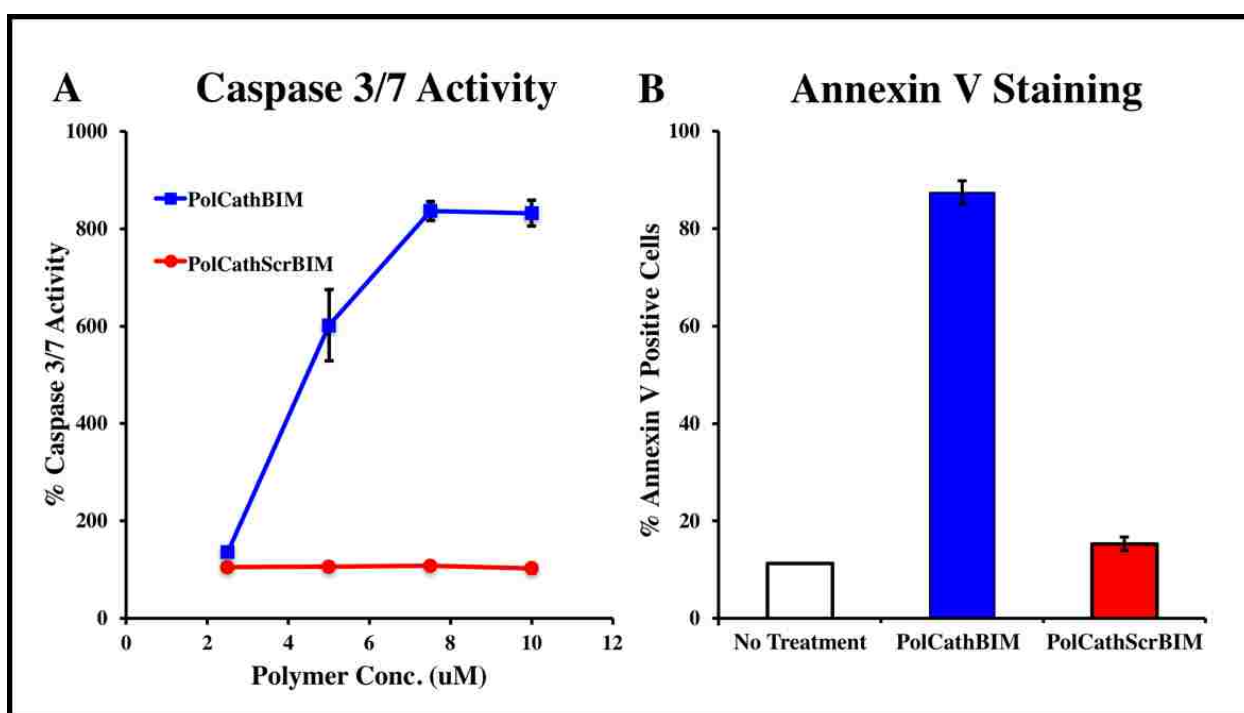 A Caspase 3/7 Activity
% Caspase 3/7 Activity
1000
800
600
400
200
0
PolCathBIM
PolCathScrBIM
0 2 4 6 8 10 12
Polymer Conc. (uM)
B Annexin V Staining
% Annexin V Positive Cells
100
80
60
40
20
0
No Treatment PolCathBIM PolCathScrBIM